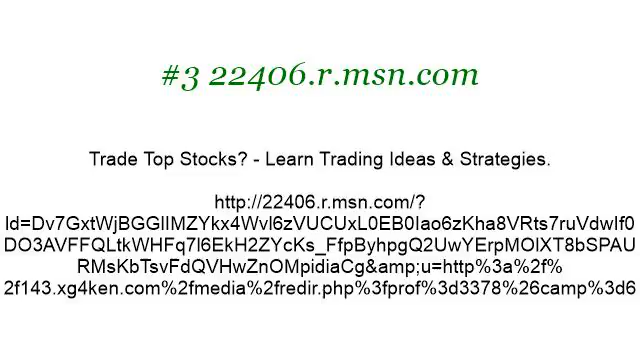 #3 22406.r.msn.com
Trade Top Stocks? - Learn Trading Ideas & Strategies.
http://22406.r.msn.com/?
ld=Dv7GxtWjBGGlIMZYkx4Wvl6zVUCUxL0EB0Iao6zKha8VRts7ruVdwIf0
DO3AVFFQLtkWHFq7l6EkH2ZYcKs_FfpByhpgQ2UwYErpMOlXT8bSPAU
RMsKbTsvFdQVHwZnOMpidiaCg&amp;u=http%3a%2f%
2f143.xg4ken.com%2fmedia%2fredir.php%3fprof%3d3378%26camp%3d6